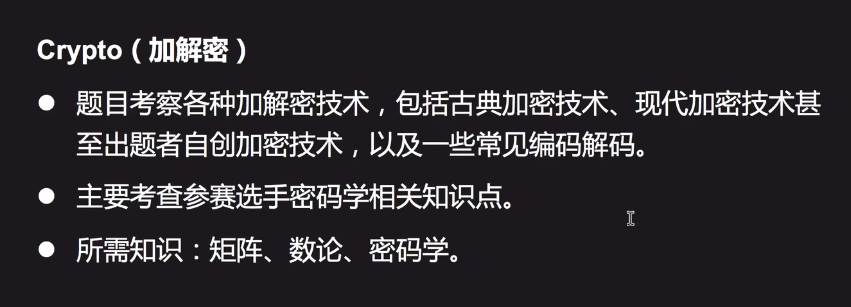 Crypto（加解密）
● 题目考察各种加解密技术，包括古典加密技术、现代加密技术甚
至出题者自创加密技术，以及一些常见编码解码。
● 主要考查参赛选手密码学相关知识点。
● 所需知识：矩阵、数论、密码学。